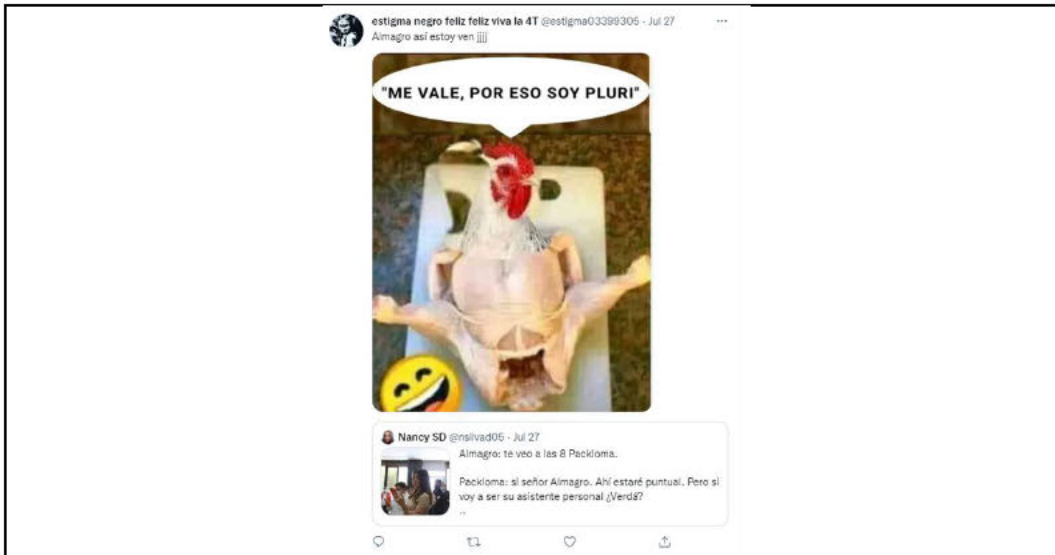 estigma negro feliz feliz viva la 4T @estigma03399305 · Jul 27
Almagro así estoy ven jjjj
"ME VALE, POR ESO SOY PLURI"
Nancy SD @nslivad05 · Jul 27
Almagro: te veo a las 8 Packloma.
Packloma: si señor Almagro. Ahí estaré puntual. Pero si
voy a ser su asistente personal ¿Verdá?
..